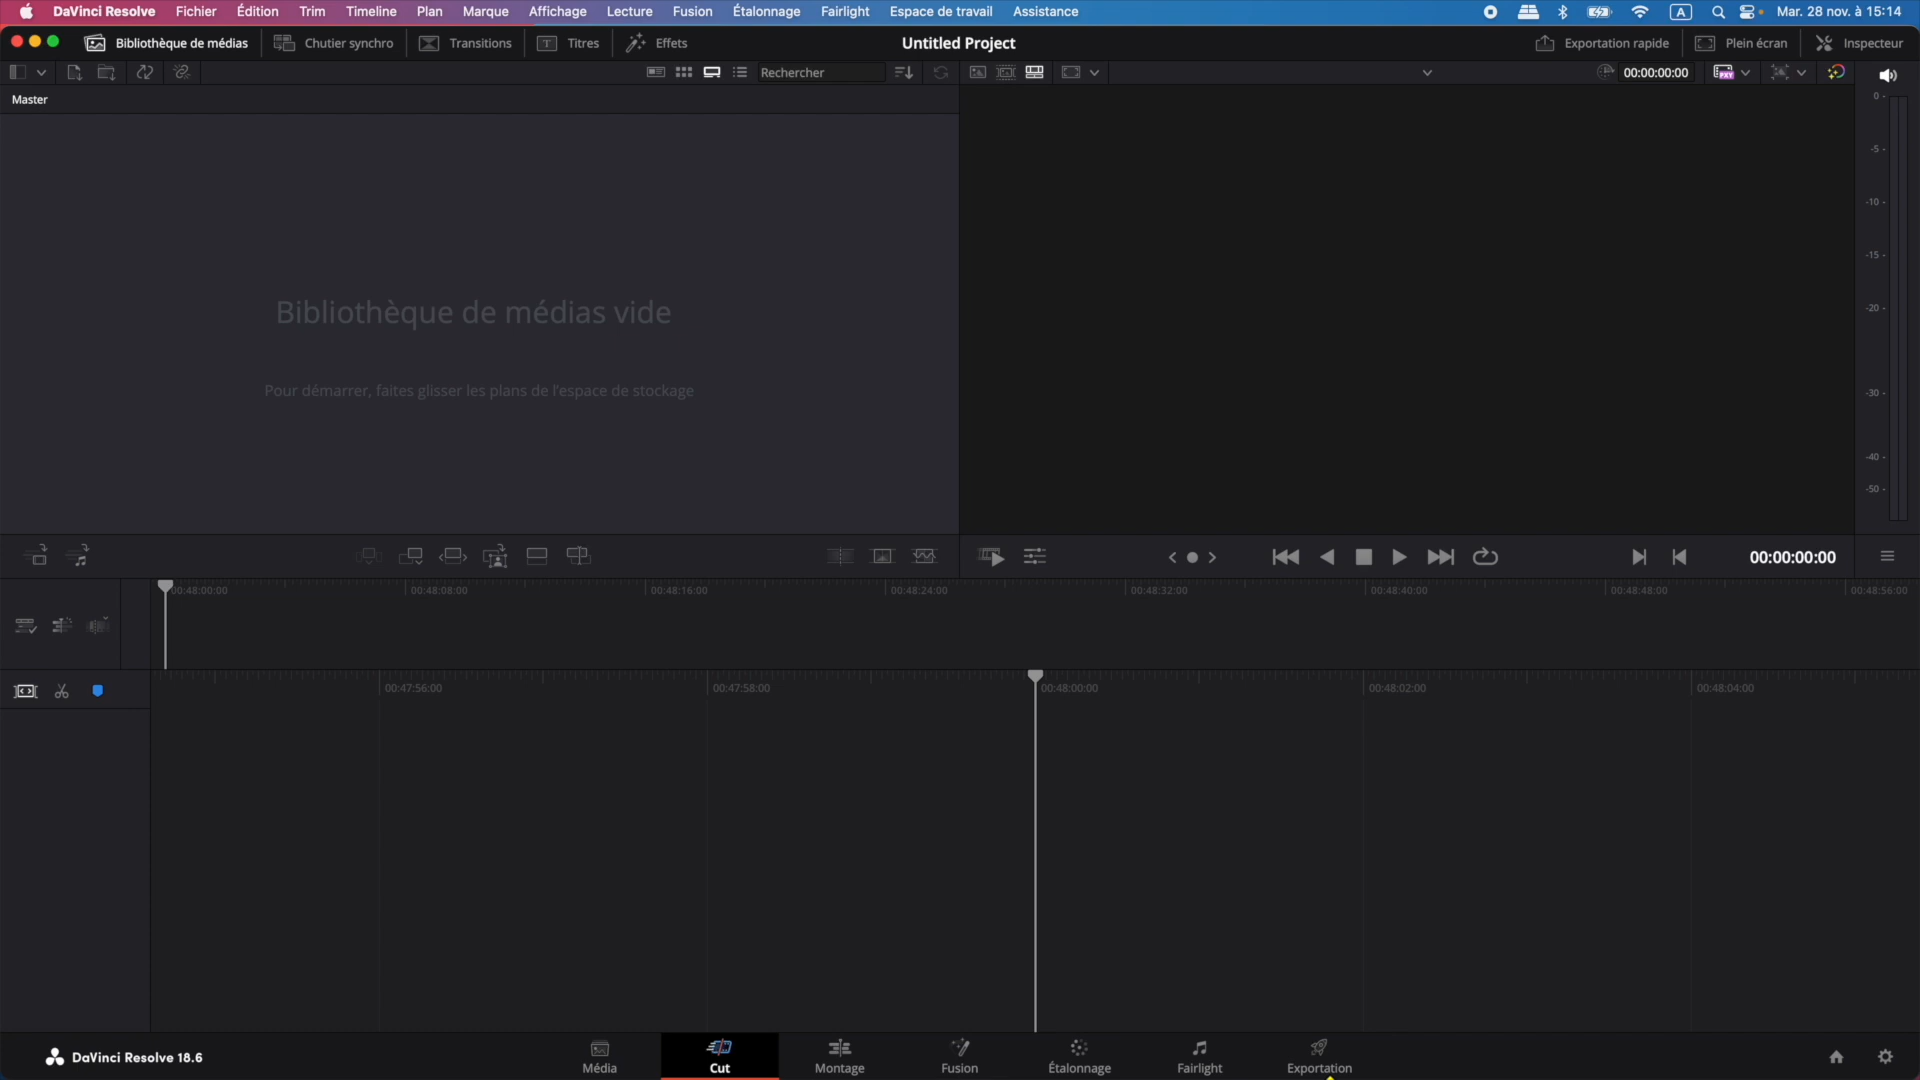 DaVinci Resolve Fichier Édition Trim Timeline Plan Marque Affichage Lecture Fusion Étalonnage Fairlight Espace de travail Assistance A Mar. 28 nov. à 15:14
Bibliothèque de médias Chutier synchro Transitions Titres Effets Untitled Project Exportation rapide Plein écran Inspecteur
Rechercher 00:00:00:00 PXY
Master
0
-5
-10
-15
-20
-30
-40
-50
Bibliothèque de médias vide
Pour démarrer, faites glisser les plans de l'espace de stockage
00:00:00:00
00:48:00:00 00:48:08:00 00:48:16:00 00:48:24:00 00:48:32:00 00:48:40:00 00:48:48:00 00:48:56:00
00:47:56:00 00:47:58:00 00:48:00:00 00:48:02:00 00:48:04:00
DaVinci Resolve 18.6
Média Cut Montage Fusion Étalonnage Fairlight Exportation